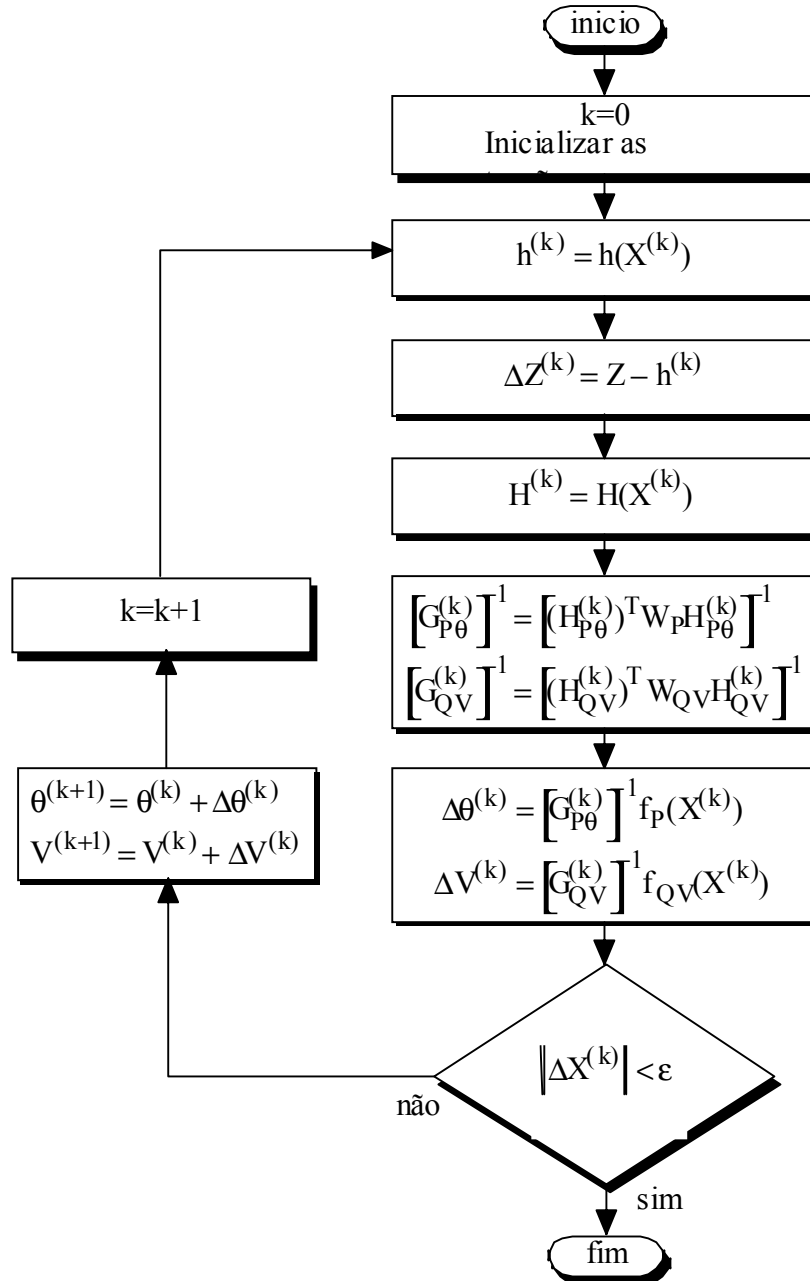 inicio
k=0
Inicializar as
h^(k) = h(X^(k))
ΔZ^(k) = Z − h^(k)
H^(k) = H(X^(k))
[G_Pθ^(k)]^-1 = [(H_Pθ^(k))^T W_P H_Pθ^(k)]^-1
[G_QV^(k)]^-1 = [(H_QV^(k))^T W_QV H_QV^(k)]^-1
k=k+1
Δθ^(k) = [G_Pθ^(k)]^-1 f_P(X^(k))
ΔV^(k) = [G_QV^(k)]^-1 f_QV(X^(k))
θ^(k+1) = θ^(k) + Δθ^(k)
V^(k+1) = V^(k) + ΔV^(k)
|ΔX^(k)| < ε
não
sim
fim